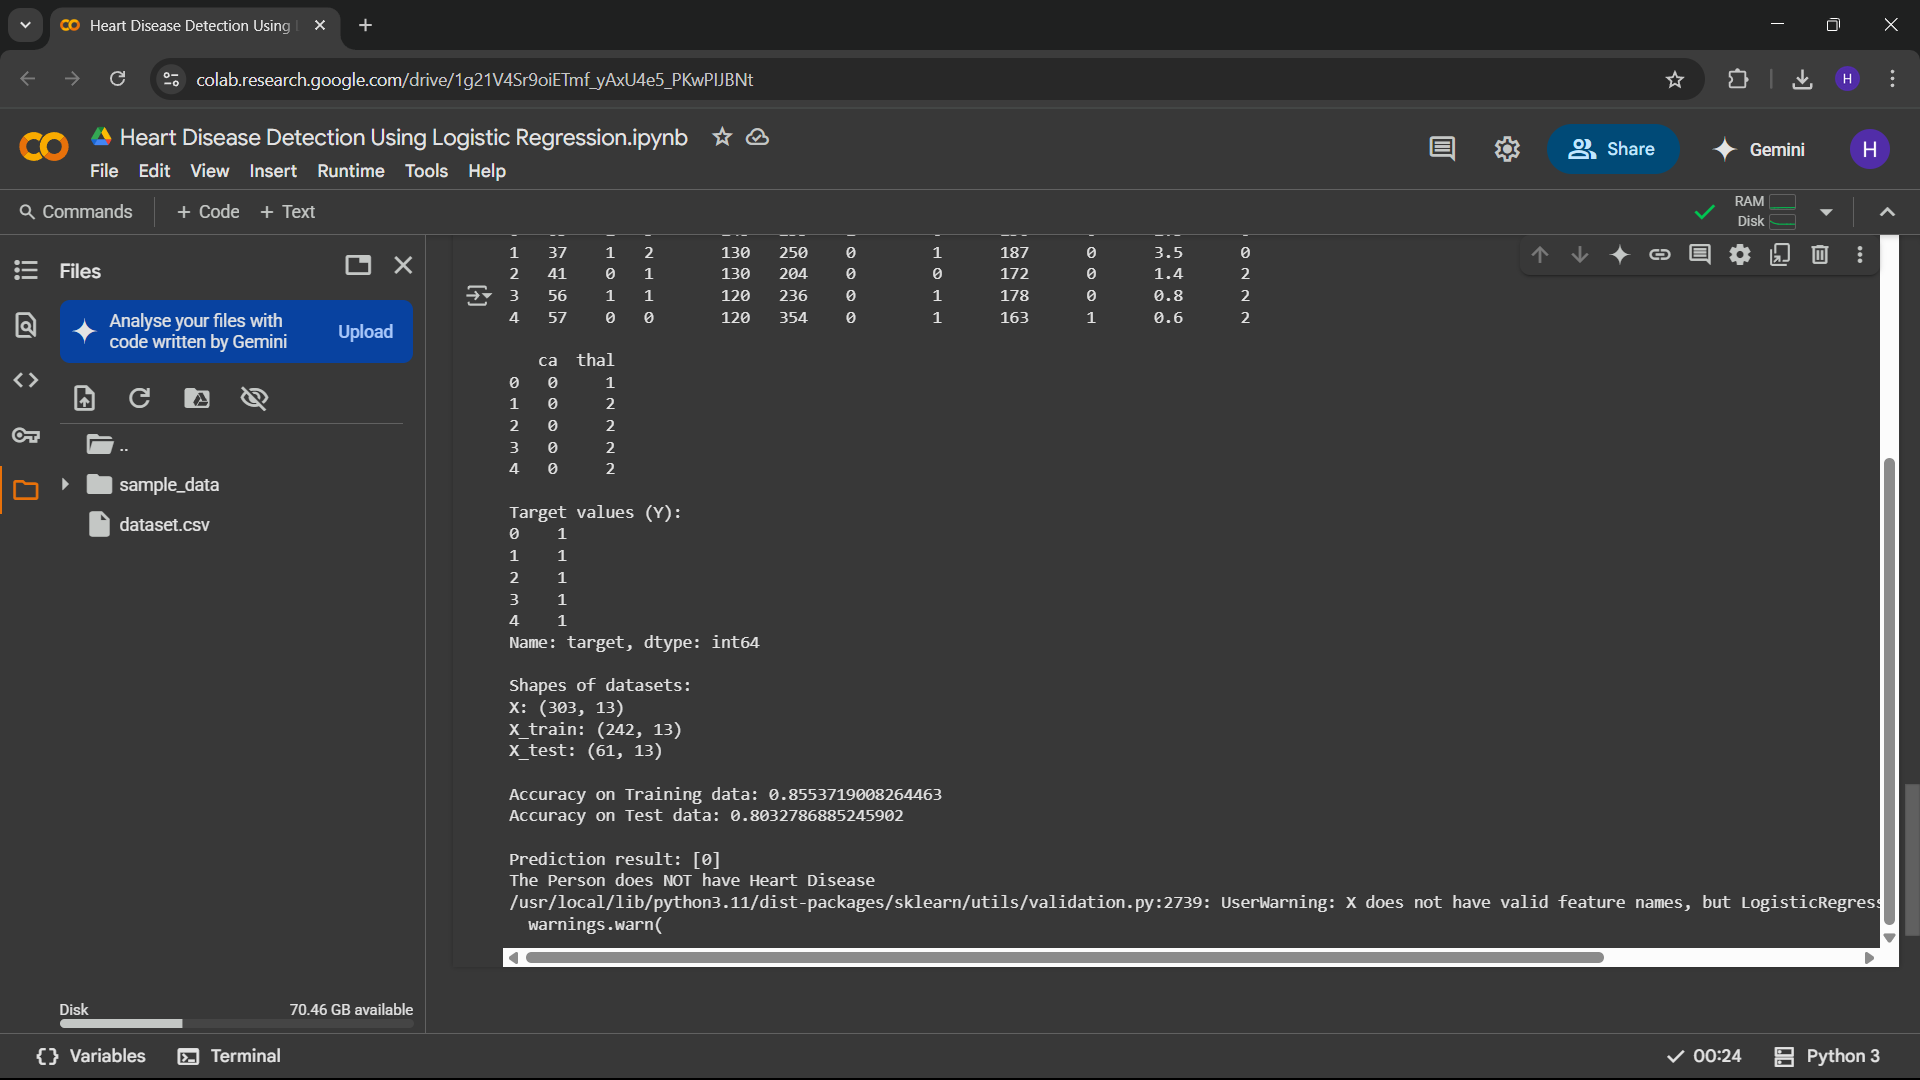 Heart Disease Detection Using
colab.research.google.com/drive/1g21V4Sr9oiETmf_yAxU4e5_PKwPIJBNt
H
Heart Disease Detection Using Logistic Regression.ipynb
File Edit View Insert Runtime Tools Help
Share
Gemini
H
Commands + Code + Text
RAM
Disk
Files
Analyse your files with
code written by Gemini
Upload
..
sample_data
dataset.csv
Disk 70.46 GB available
1 37 1 2 130 250 0 1 187 0 3.5 0
2 41 0 1 130 204 0 0 172 0 1.4 2
3 56 1 1 120 236 0 1 178 0 0.8 2
4 57 0 0 120 354 0 1 163 1 0.6 2
ca thal
0 0 1
1 0 2
2 0 2
3 0 2
4 0 2
Target values (Y):
0 1
1 1
2 1
3 1
4 1
Name: target, dtype: int64
Shapes of datasets:
X: (303, 13)
X_train: (242, 13)
X_test: (61, 13)
Accuracy on Training data: 0.8553719008264463
Accuracy on Test data: 0.8032786885245902
Prediction result: [0]
The Person does NOT have Heart Disease
/usr/local/lib/python3.11/dist-packages/sklearn/utils/validation.py:2739: UserWarning: X does not have valid feature names, but LogisticRegress
warnings.warn(
Variables Terminal
00:24 Python 3